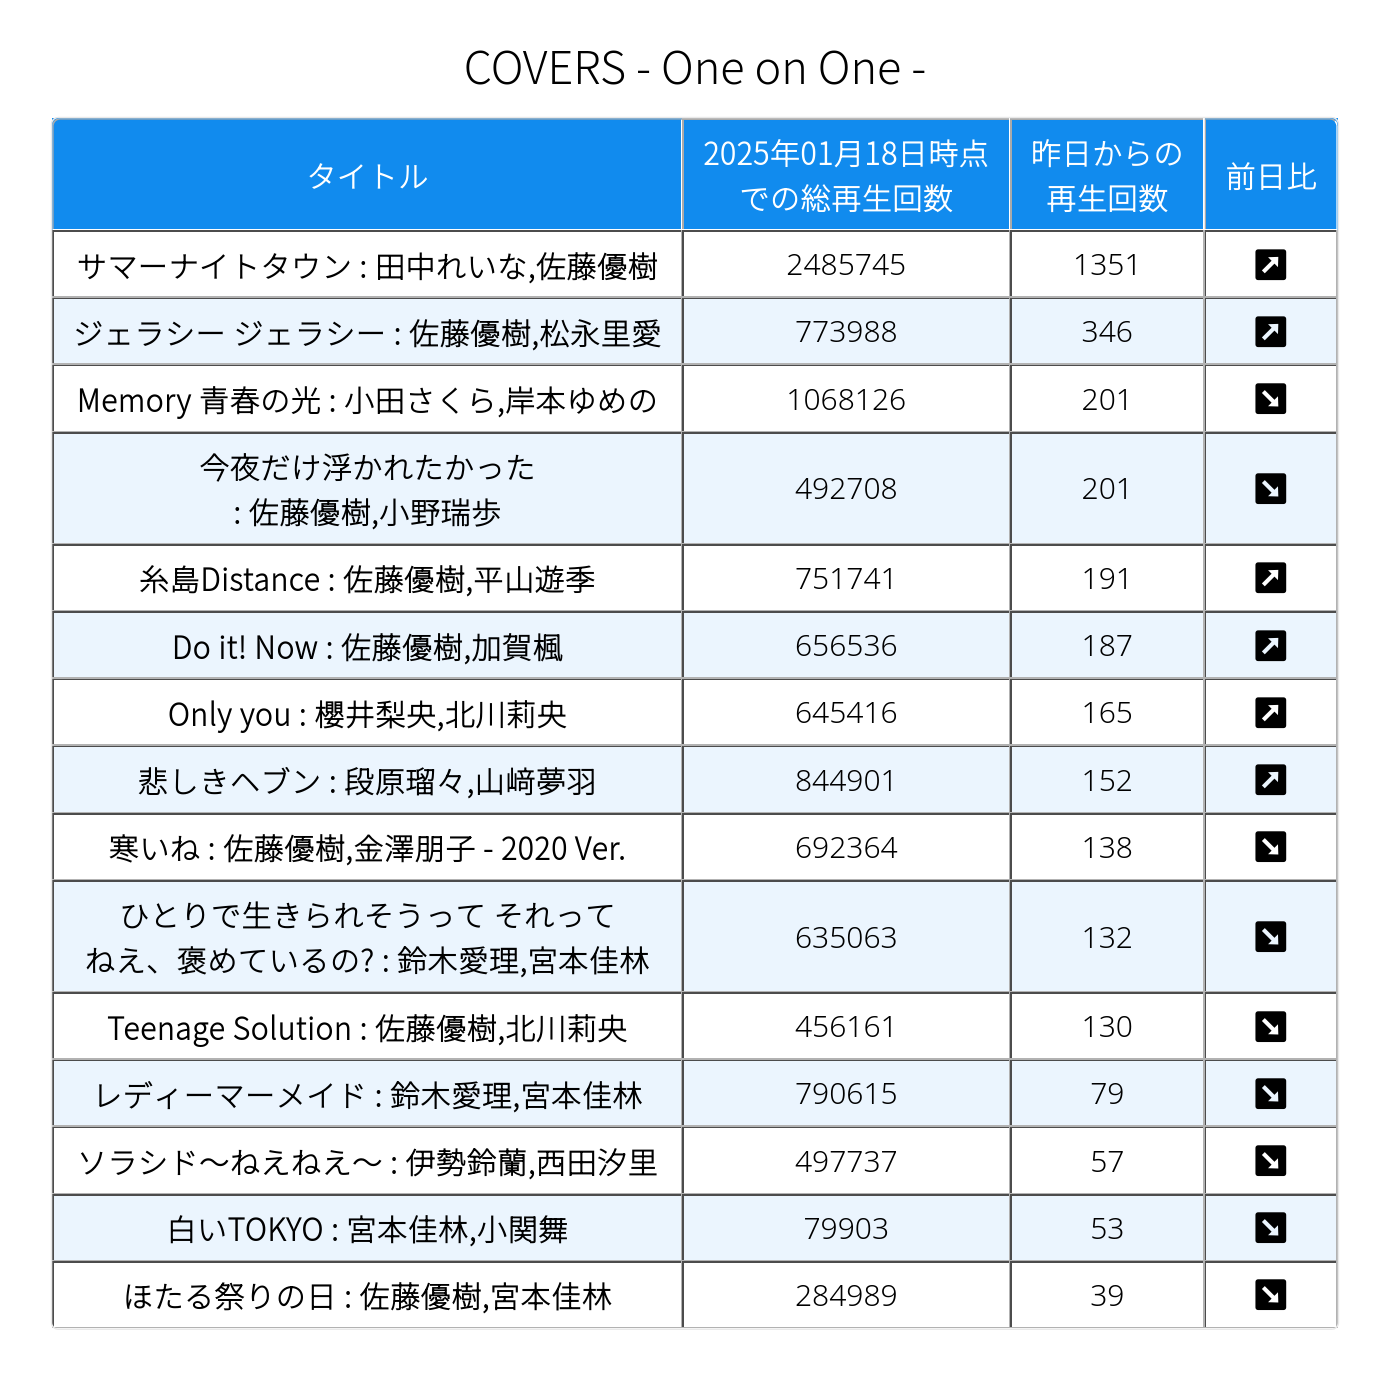 COVERS - One on One -
タイトル 2025年01月18日時点 昨日からの 前日比
での総再生回数 再生回数
サマーナイトタウン : 田中れいな,佐藤優樹 2485745 1351 ↗
ジェラシー ジェラシー : 佐藤優樹,松永里愛 773988 346 ↗
Memory 青春の光 : 小田さくら,岸本ゆめの 1068126 201 ↘
今夜だけ浮かれたかった
: 佐藤優樹,小野瑞歩 492708 201 ↘
糸島Distance : 佐藤優樹,平山遊季 751741 191 ↗
Do it! Now : 佐藤優樹,加賀楓 656536 187 ↗
Only you : 櫻井梨央,北川莉央 645416 165 ↗
悲しきヘブン : 段原瑠々,山﨑夢羽 844901 152 ↗
寒いね : 佐藤優樹,金澤朋子 - 2020 Ver. 692364 138 ↘
ひとりで生きられそうって それって
ねえ、褒めているの? : 鈴木愛理,宮本佳林 635063 132 ↘
Teenage Solution : 佐藤優樹,北川莉央 456161 130 ↘
レディーマーメイド : 鈴木愛理,宮本佳林 790615 79 ↘
ソラシド〜ねえねえ〜 : 伊勢鈴蘭,西田汐里 497737 57 ↘
白いTOKYO : 宮本佳林,小関舞 79903 53 ↘
ほたる祭りの日 : 佐藤優樹,宮本佳林 284989 39 ↘